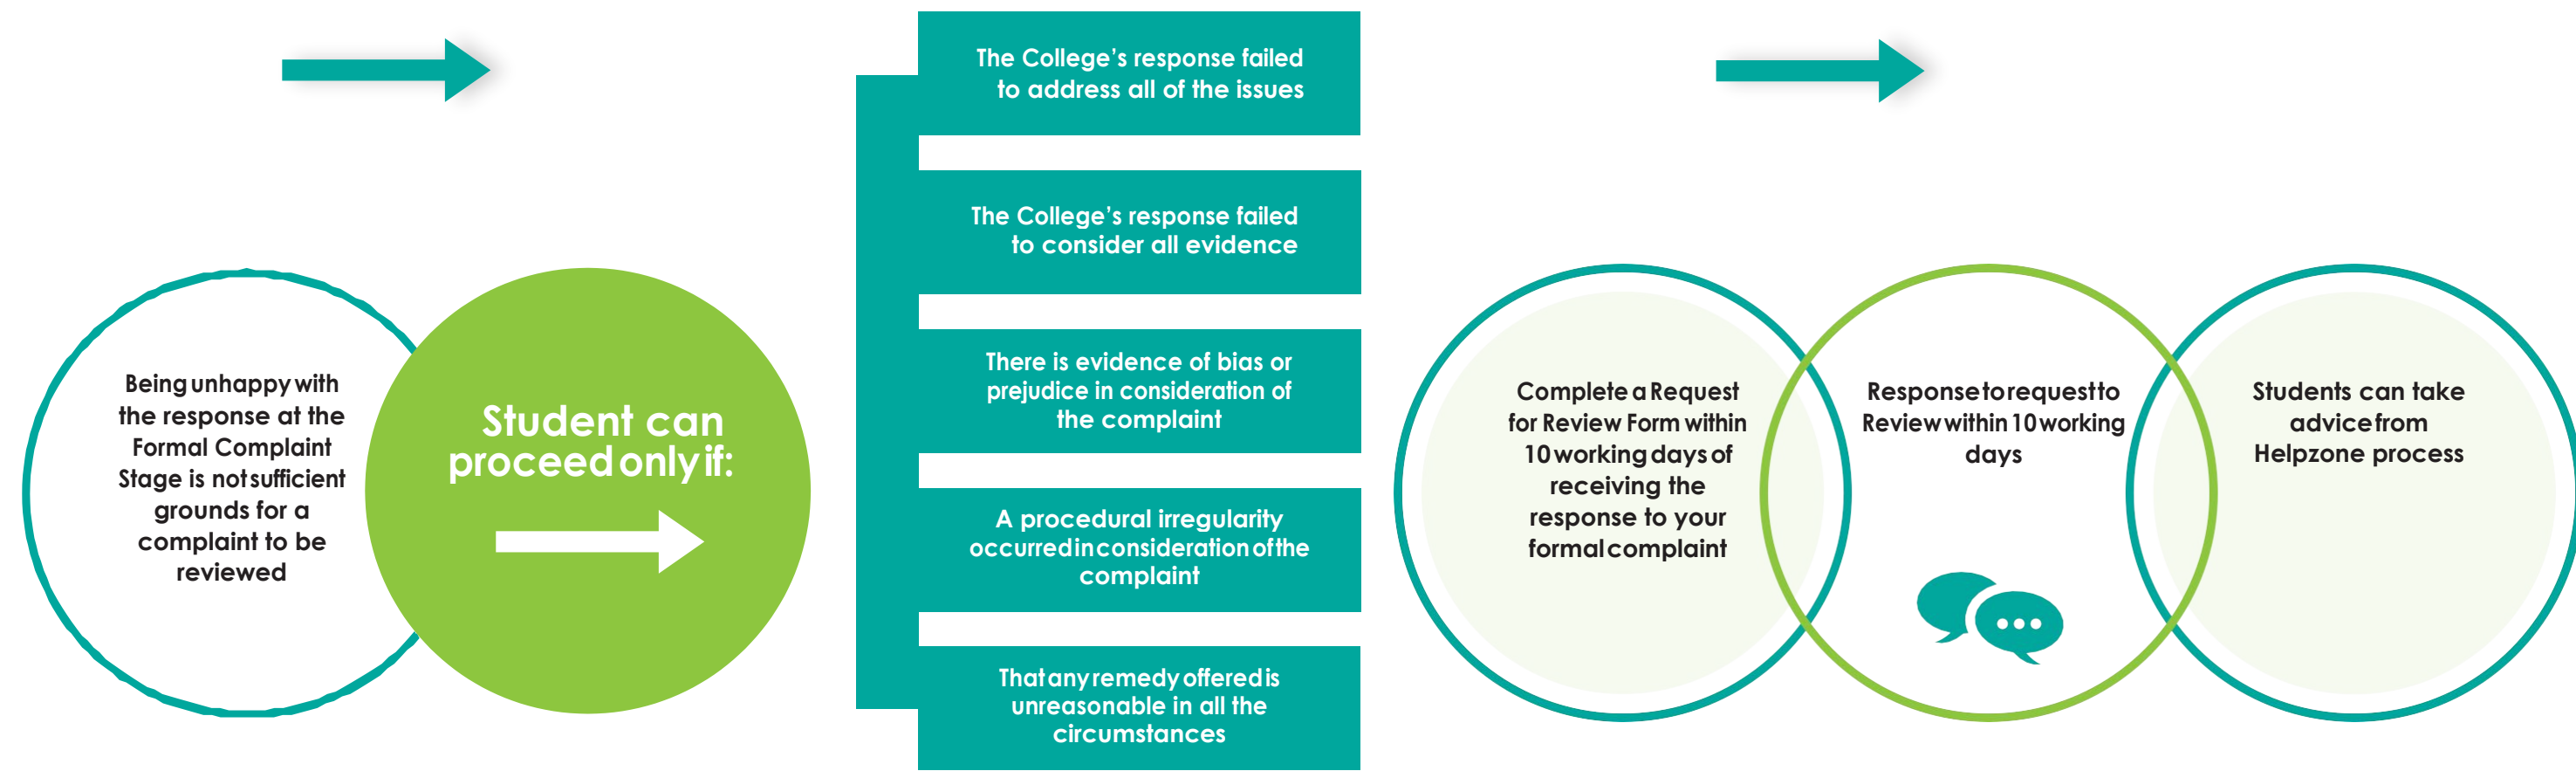 Being unhappy with
the response at the
Formal Complaint
Stage is not sufficient
grounds for a
complaint to be
reviewed
Student can
proceed only if:
The College’s response failed
to address all of the issues
The College’s response failed
to consider all evidence
There is evidence of bias or
prejudice in consideration of
the complaint
A procedural irregularity
occurred in consideration of the
complaint
That any remedy offered is
unreasonable in all the
circumstances
Complete a Request
for Review Form within
10 working days of
receiving the
response to your
formal complaint
Response to request to
Review within 10 working
days
Students can take
advice from
Helpzone process